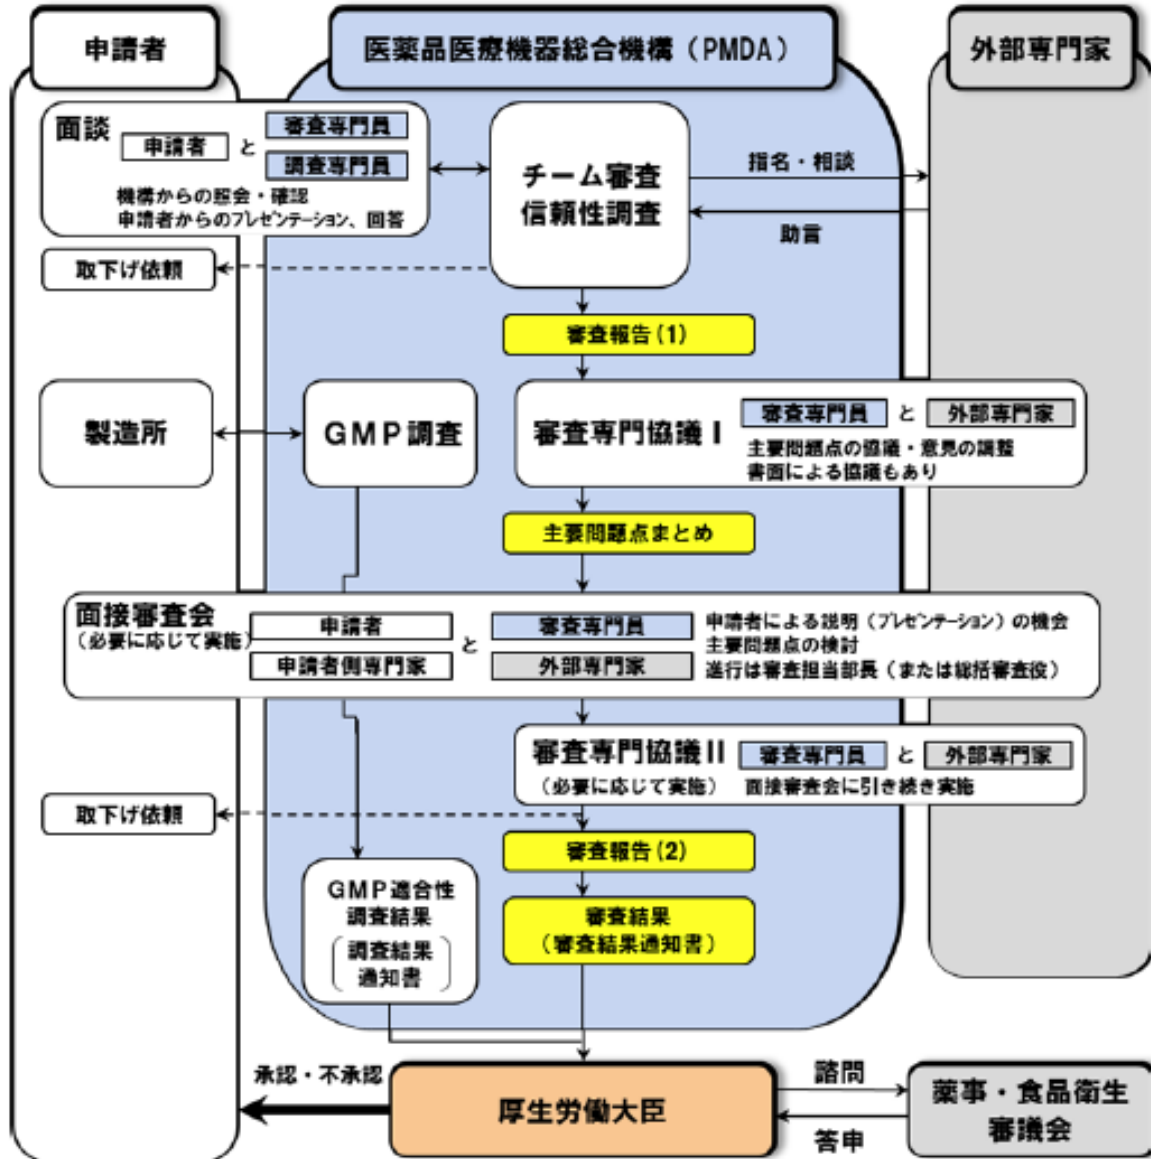 申請者
医薬品医療機器総合機構（PMDA）
外部専門家
面談
申請者 と 審査専門員
調査専門員
機構からの照会・確認
申請者からのプレゼンテーション、回答
チーム審査
信頼性調査
指名・相談
助言
取下げ依頼
審査報告(1)
製造所
GMP調査
審査専門協議Ⅰ
審査専門員 と 外部専門家
主要問題点の協議・意見の調整
書面による協議もあり
主要問題点まとめ
面接審査会
（必要に応じて実施）
申請者
申請者側専門家
と
審査専門員
外部専門家
申請者による説明（プレゼンテーション）の機会
主要問題点の検討
進行は審査担当部長（または総括審査役）
審査専門協議II
審査専門員 と 外部専門家
（必要に応じて実施） 面接審査会に引き続き実施
取下げ依頼
審査報告(2)
GMP適合性
調査結果
調査結果
通知書
審査結果
（審査結果通知書）
承認・不承認
厚生労働大臣
諮問
答申
薬事・食品衛生
審議会